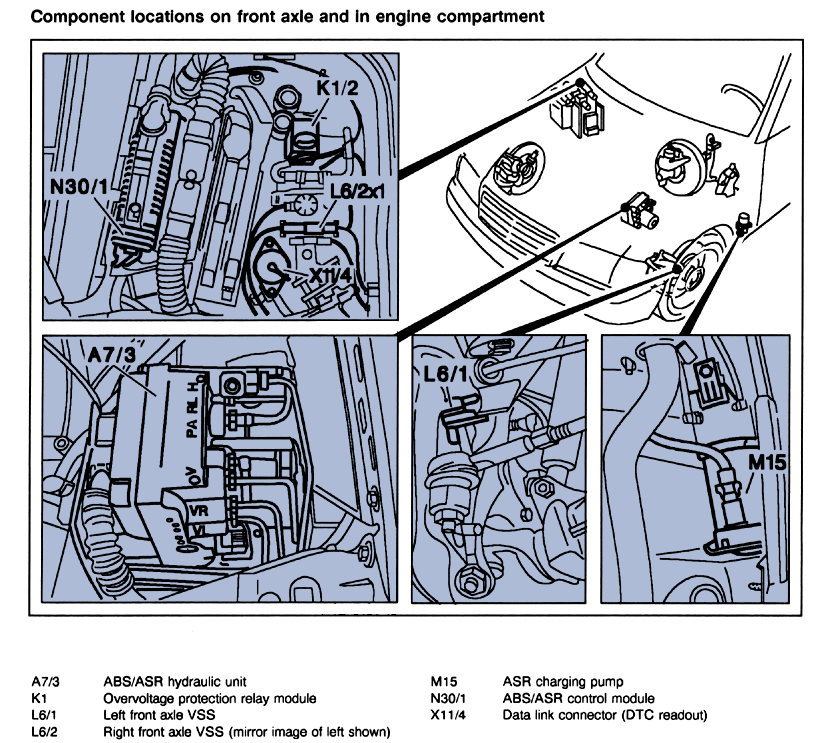 Component locations on front axle and in engine compartment
K1/2
N30/1
L6/2x1
X11/4
A7/3
H
PA RL
O V
VR
VL
L6/1
M15
A7/3 ABS/ASR hydraulic unit
K1 Overvoltage protection relay module
L6/1 Left front axle VSS
L6/2 Right front axle VSS (mirror image of left shown)
M15 ASR charging pump
N30/1 ABS/ASR control module
X11/4 Data link connector (DTC readout)